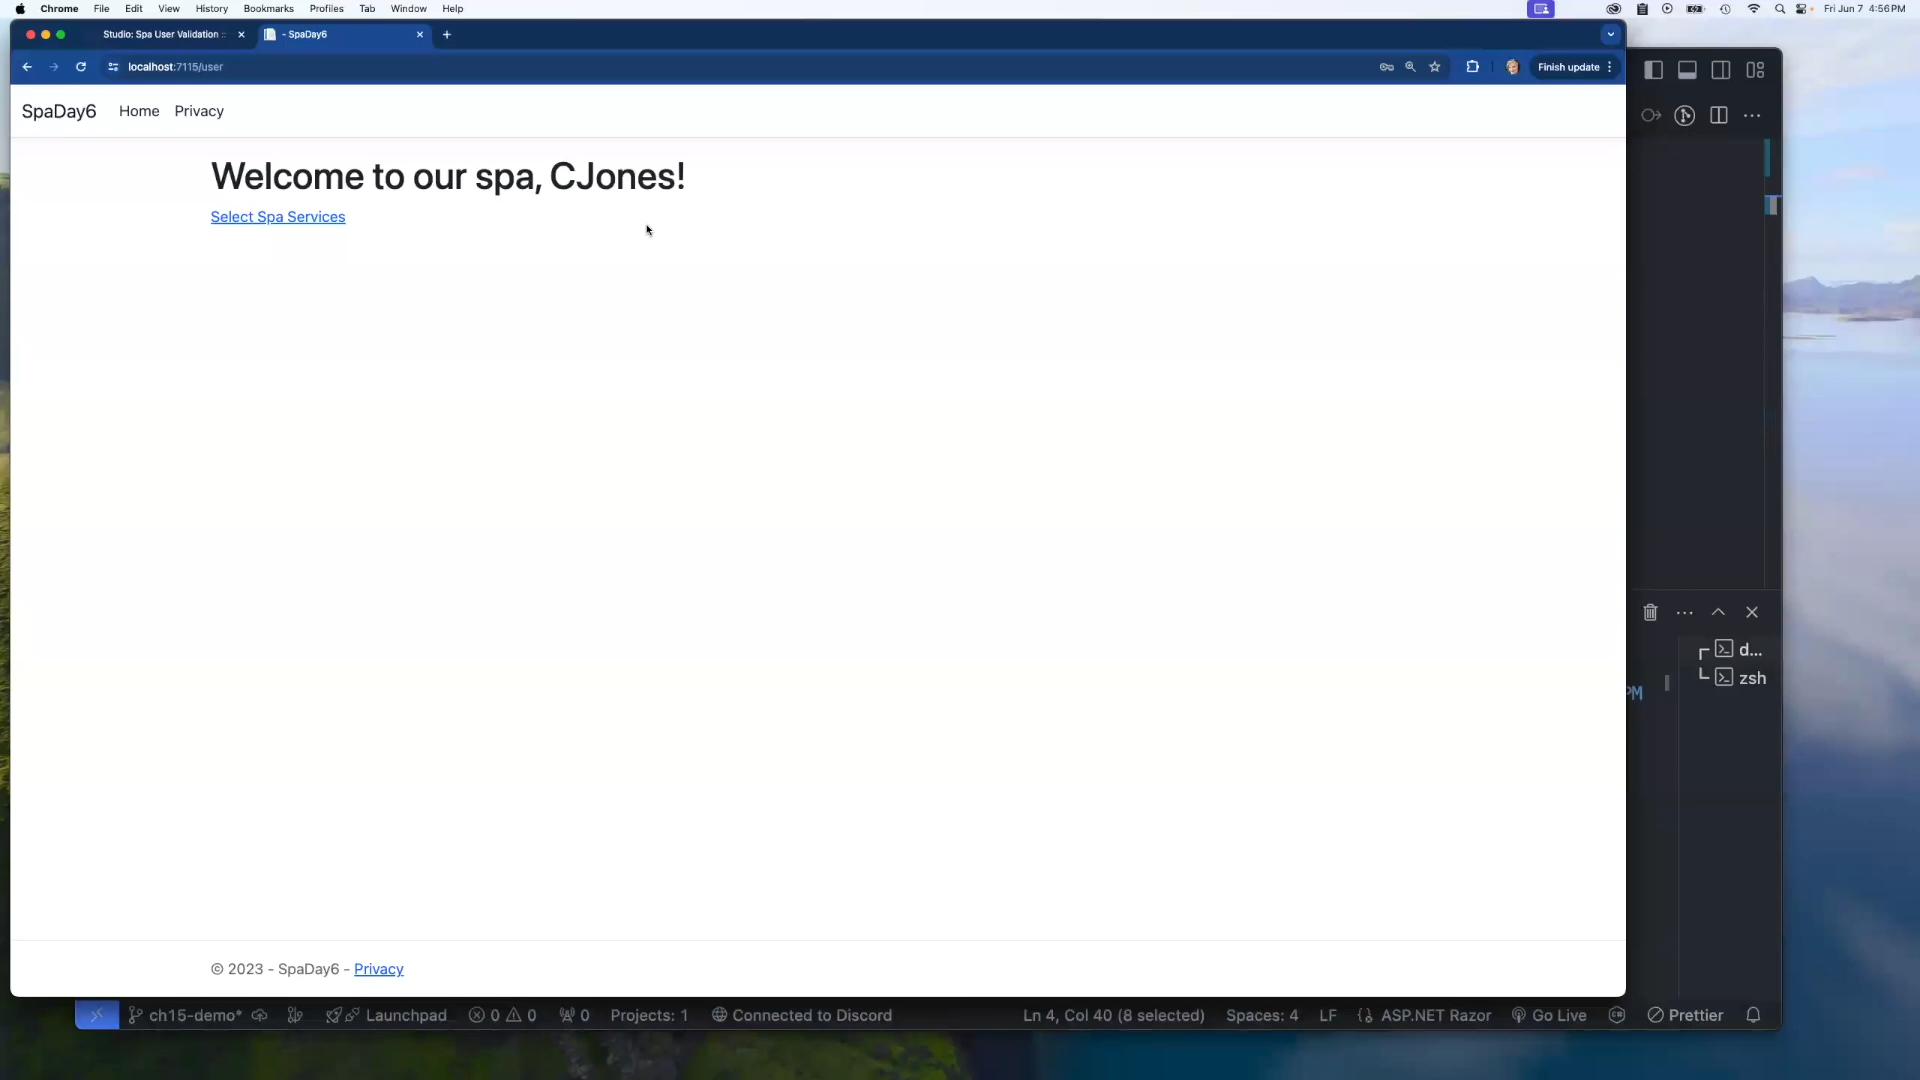 Chrome File Edit View History Bookmarks Profiles Tab Window Help Fri Jun 7 4:56 PM
Studio: Spa User Validation :: - SpaDay6
localhost:7115/user Finish update
SpaDay6 Home Privacy
Welcome to our spa, CJones!
Select Spa Services
d...
zsh
PM
© 2023 - SpaDay6 - Privacy
ch15-demo* Launchpad 0 0 0 Projects: 1 Connected to Discord Ln 4, Col 40 (8 selected) Spaces: 4 LF ASP.NET Razor Go Live Prettier